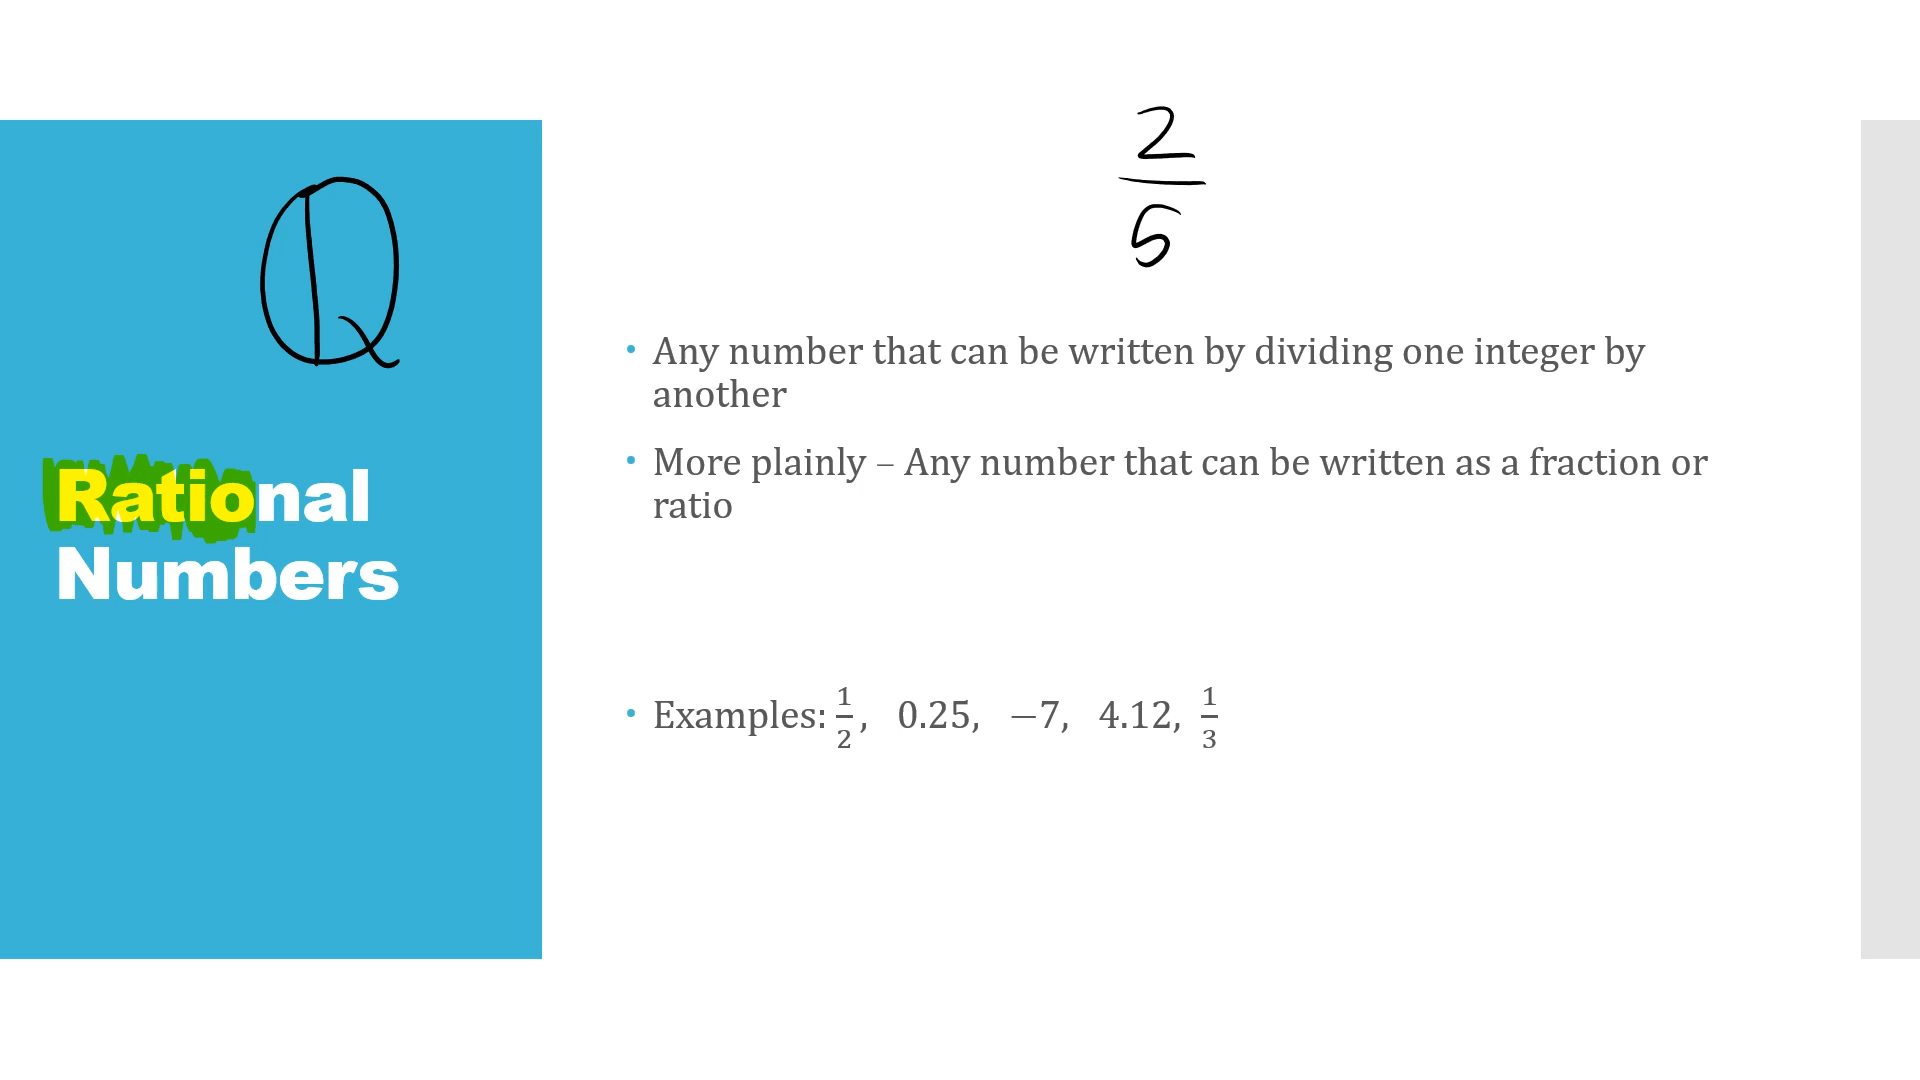 ℚ
Rational
Numbers
2
5
• Any number that can be written by dividing one integer by
another
• More plainly – Any number that can be written as a fraction or
ratio
• Examples: 1/2, 0.25, −7, 4.12, 1/3